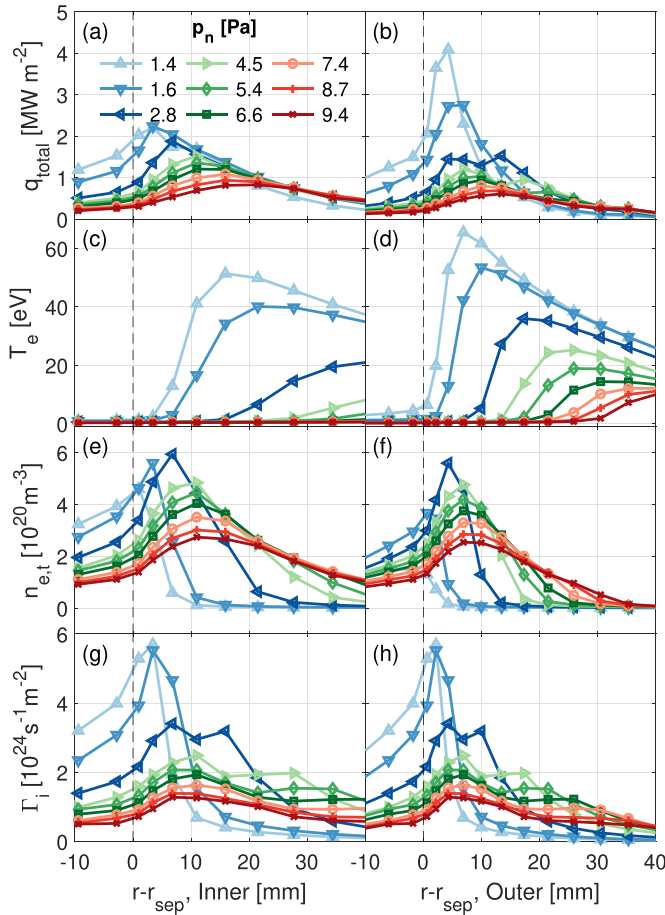 (a) (b)
p_n [Pa]
1.4 4.5 7.4
1.6 5.4 8.7
2.8 6.6 9.4
q_total [MW m^-2]
5
4
3
2
1
0
(c) (d)
T_e [eV]
60
40
20
0
(e) (f)
n_e,t [10^20 m^-3]
6
4
2
0
(g) (h)
Γ_i [10^24 s^-1 m^-2]
6
4
2
0
-10 0 10 20 30 -10 0 10 20 30 40
r-r_sep, Inner [mm] r-r_sep, Outer [mm]